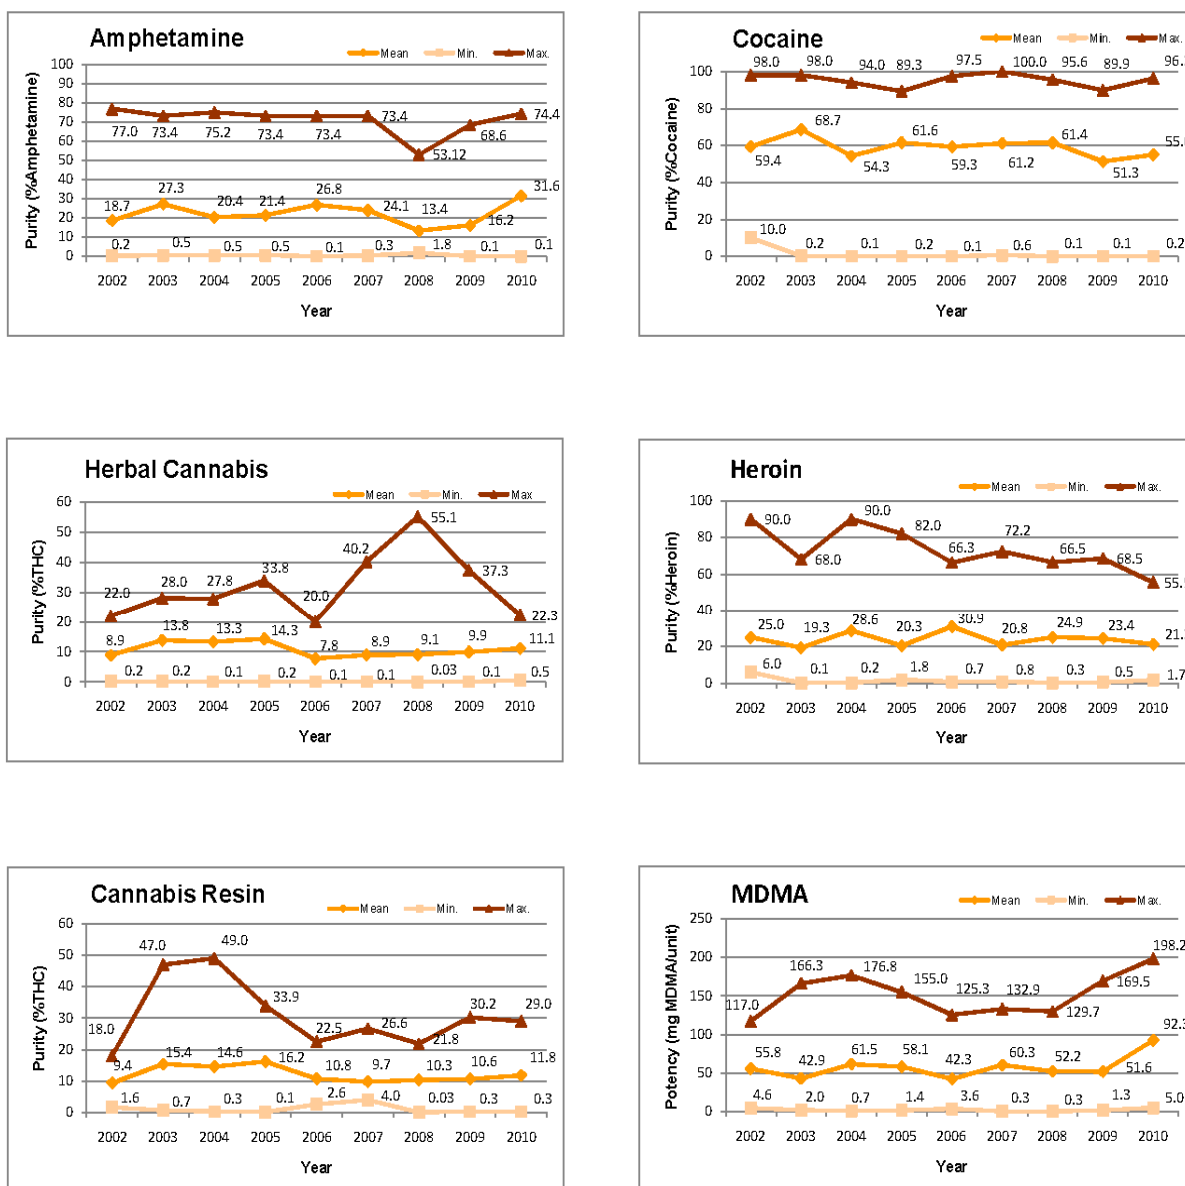 Amphetamine
Mean Min. Max.
Purity (%Amphetamine)
100
90
80
70
60
50
40
30
20
10
0
77.0 73.4 75.2 73.4 73.4 73.4 53.12 68.6 74.4
18.7 27.3 20.4 21.4 26.8 24.1 13.4 16.2 31.6
0.2 0.5 0.5 0.5 0.1 0.3 1.8 0.1 0.1
2002 2003 2004 2005 2006 2007 2008 2009 2010
Year
Cocaine
Mean Min. Max.
Purity (%Cocaine)
100
80
60
40
20
0
98.0 98.0 94.0 89.3 97.5 100.0 95.6 89.9 96.
59.4 68.7 54.3 61.6 59.3 61.2 61.4 51.3 55.
10.0 0.2 0.1 0.2 0.1 0.6 0.1 0.1 0.2
2002 2003 2004 2005 2006 2007 2008 2009 2010
Year
Herbal Cannabis
Mean Min. Max
Purity (%THC)
60
50
40
30
20
10
0
22.0 28.0 27.8 33.8 20.0 40.2 55.1 37.3 22.3
8.9 13.8 13.3 14.3 7.8 8.9 9.1 9.9 11.1
0.2 0.2 0.1 0.2 0.1 0.1 0.03 0.1 0.5
2002 2003 2004 2005 2006 2007 2008 2009 2010
Year
Heroin
Mean Min. Max.
Purity (%Heroin)
100
80
60
40
20
0
90.0 68.0 90.0 82.0 66.3 72.2 66.5 68.5 55.
25.0 19.3 28.6 20.3 30.9 20.8 24.9 23.4 21.
6.0 0.1 0.2 1.8 0.7 0.8 0.3 0.5 1.7
2002 2003 2004 2005 2006 2007 2008 2009 2010
Year
Cannabis Resin
Mean Min. Max.
Purity (%THC)
60
50
40
30
20
10
0
18.0 47.0 49.0 33.9 22.5 26.6 21.8 30.2 29.0
9.4 15.4 14.6 16.2 10.8 9.7 10.3 10.6 11.8
1.6 0.7 0.3 0.1 2.6 4.0 0.03 0.3 0.3
2002 2003 2004 2005 2006 2007 2008 2009 2010
Year
MDMA
Mean Min. Max.
Potency (mg MDMA/unit)
250
200
150
100
50
0
117.0 166.3 176.8 155.0 125.3 132.9 129.7 169.5 198.2
55.8 42.9 61.5 58.1 42.3 60.3 52.2 51.6 92.3
4.6 2.0 0.7 1.4 3.6 0.3 0.3 1.3 5.0
2002 2003 2004 2005 2006 2007 2008 2009 2010
Year